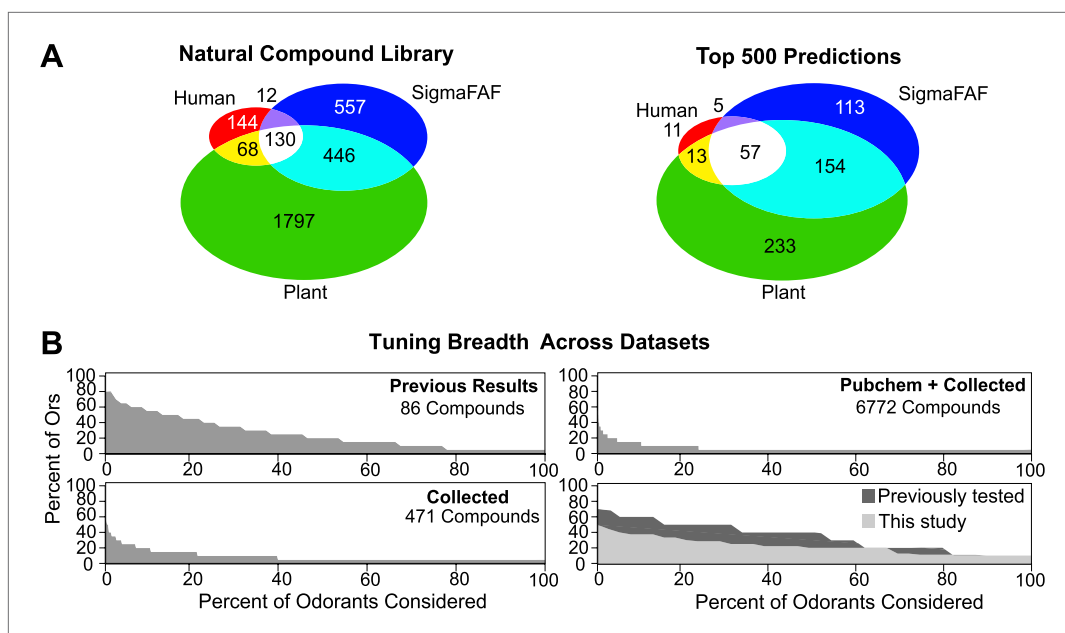 A
Natural Compound Library
Top 500 Predictions
Human
12
SigmaFAF
557
144
130
68
446
1797
Plant
Human
5
SigmaFAF
113
11
13
57
154
233
Plant
B
Tuning Breadth Across Datasets
Percent of Ors
100
80
60
40
20
0
Previous Results
86 Compounds
0 20 40 60 80 100
100
80
60
40
20
0
Pubchem + Collected
6772 Compounds
0 20 40 60 80 100
100
80
60
40
20
0
Collected
471 Compounds
0 20 40 60 80 100
Percent of Odorants Considered
100
80
60
40
20
0
Previously tested
This study
0 20 40 60 80 100
Percent of Odorants Considered